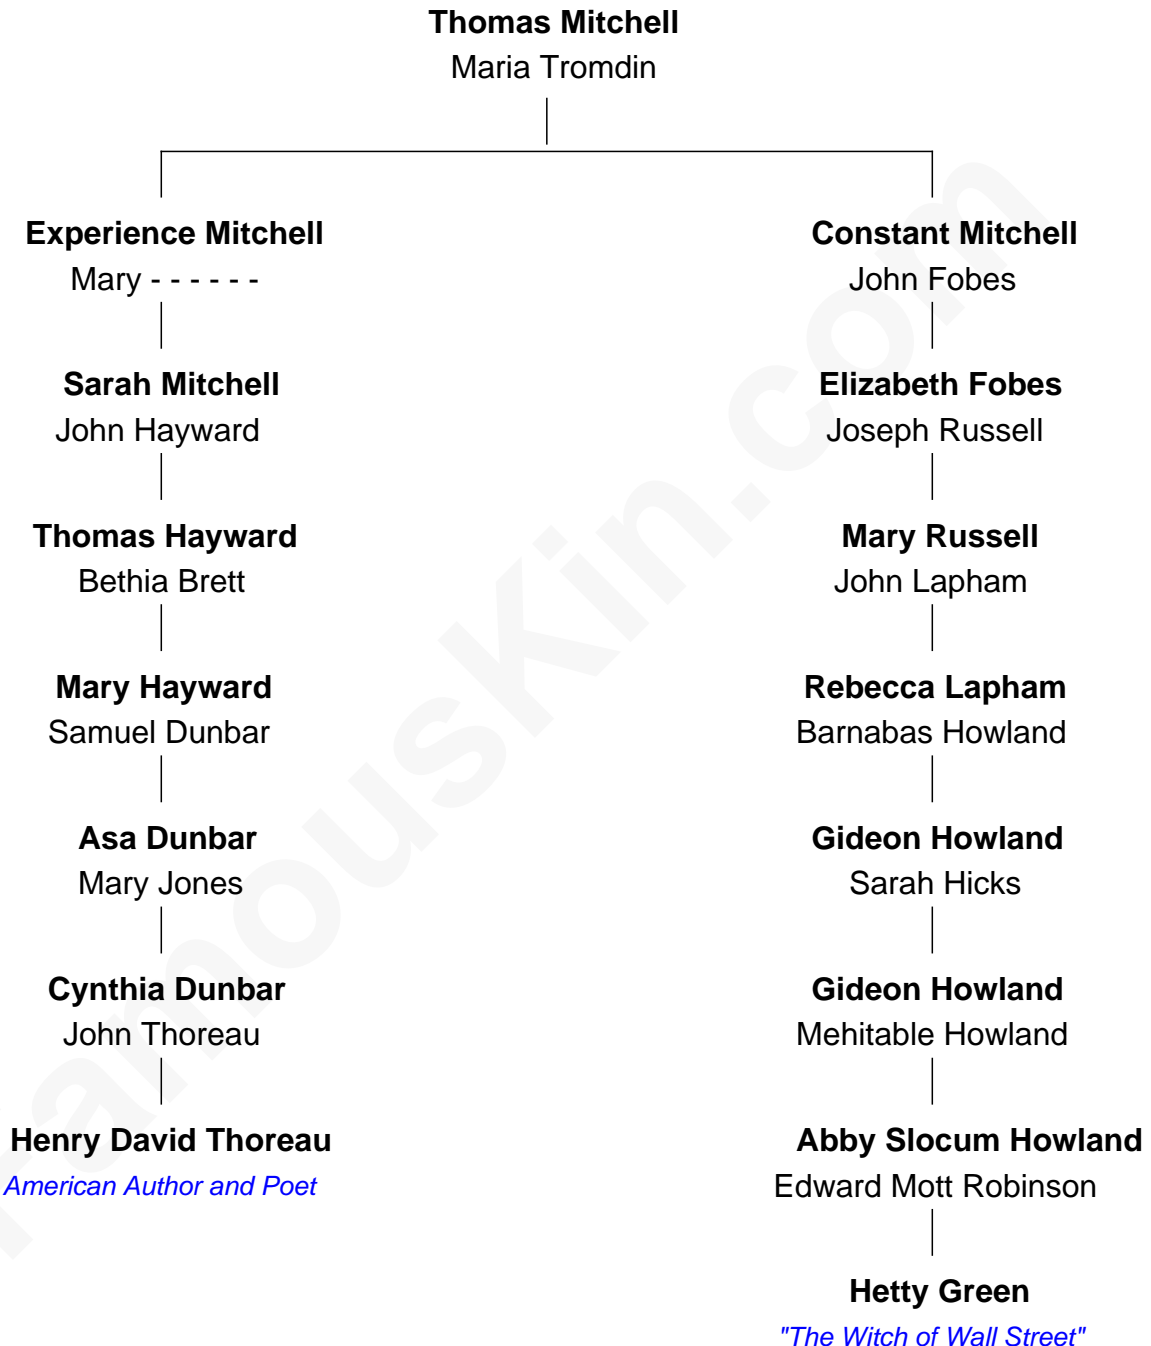 Thomas Mitchell
Maria Tromdin
Experience Mitchell
Mary - - - - - -
Constant Mitchell
John Fobes
Sarah Mitchell
John Hayward
Elizabeth Fobes
Joseph Russell
Thomas Hayward
Bethia Brett
Mary Russell
John Lapham
Mary Hayward
Samuel Dunbar
Rebecca Lapham
Barnabas Howland
Asa Dunbar
Mary Jones
Gideon Howland
Sarah Hicks
Cynthia Dunbar
John Thoreau
Gideon Howland
Mehitable Howland
Henry David Thoreau
American Author and Poet
Abby Slocum Howland
Edward Mott Robinson
Hetty Green
"The Witch of Wall Street"
FamousKin.com